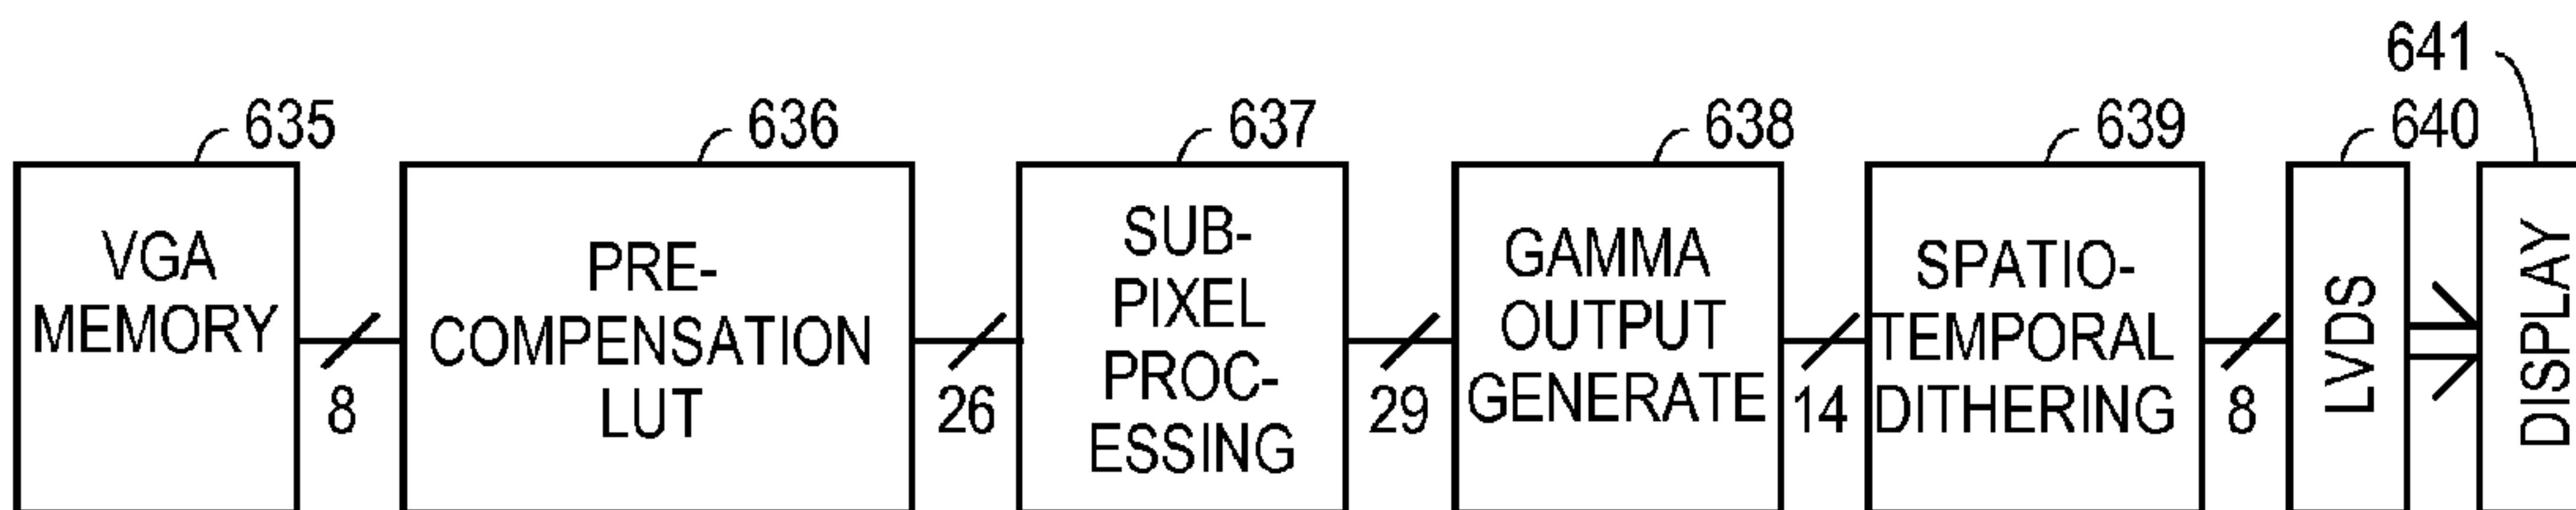 641
635
636
637
638
639
640
VGA
MEMORY
8
PRE-
COMPENSATION
LUT
26
SUB-
PIXEL
PROC-
ESSING
29
GAMMA
OUTPUT
GENERATE
14
SPATIO-
TEMPORAL
DITHERING
8
LVDS
DISPLAY